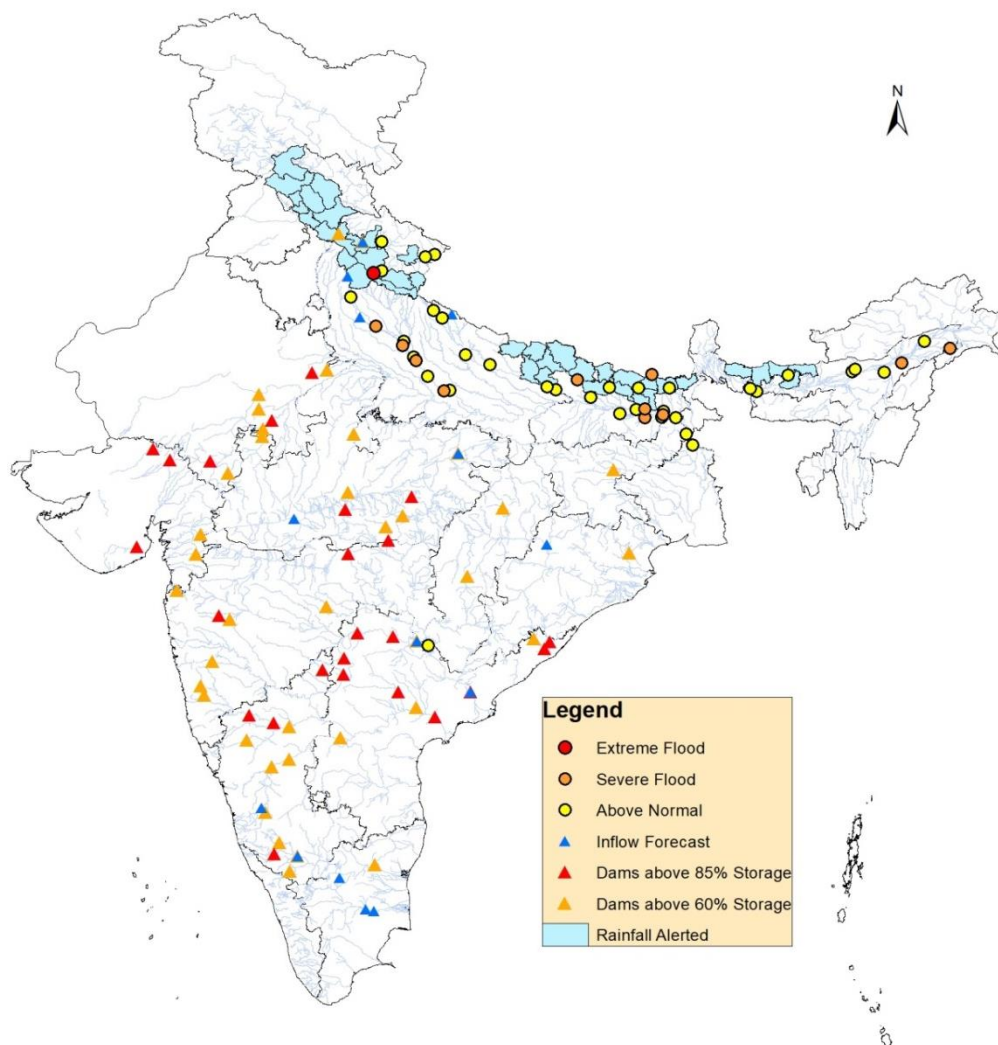 N
Legend
Extreme Flood
Severe Flood
Above Normal
Inflow Forecast
Dams above 85% Storage
Dams above 60% Storage
Rainfall Alerted